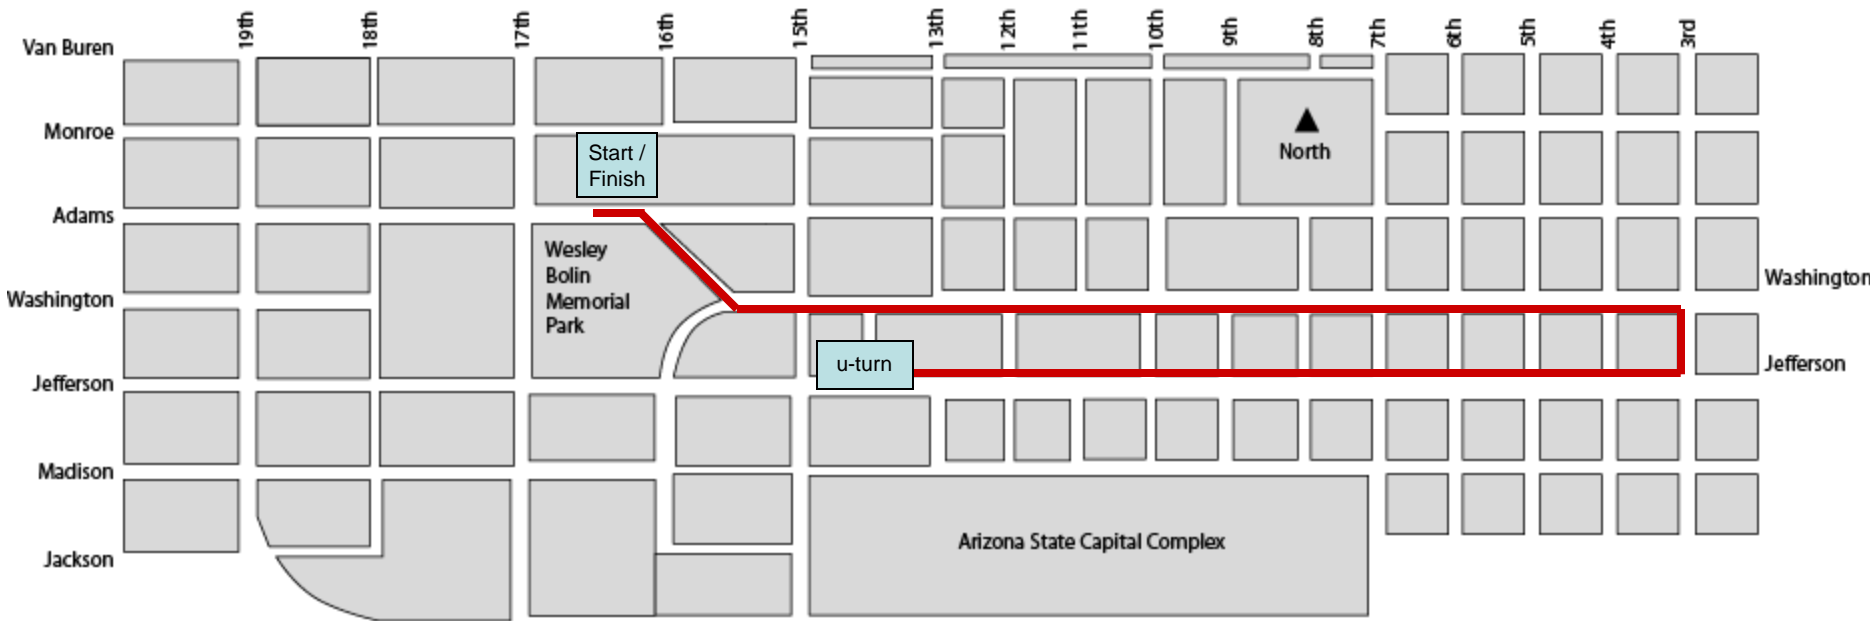 19th
18th
17th
16th
15th
13th
12th
11th
10th
9th
8th
7th
6th
5th
4th
3rd
Van Buren
Monroe
Adams
Washington
Jefferson
Madison
Jackson
Start /
Finish
North
Wesley
Bolin
Memorial
Park
Washington
u-turn
Jefferson
Arizona State Capital Complex